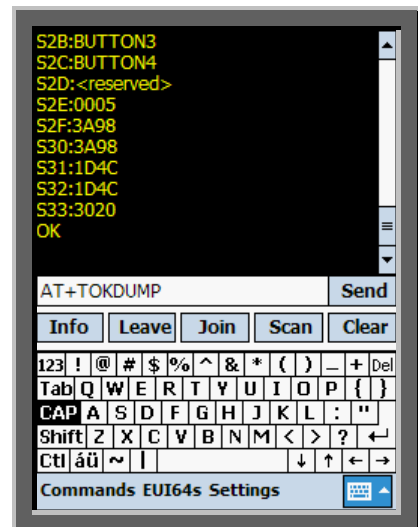 S2B:BUTTON3
S2C:BUTTON4
S2D:<reserved>
S2E:0005
S2F:3A98
S30:3A98
S31:1D4C
S32:1D4C
S33:3020
OK
AT+TOKDUMP Send
Info Leave Join Scan Clear
123 ! @ # $ % ^ & * ( ) _ + Del
Tab Q W E R T Y U I O P { }
CAP A S D F G H J K L : "
Shift Z X C V B N M < > ? ↵
Ctl áü ~ | ↓ ↑ ← →
Commands EUI64s Settings